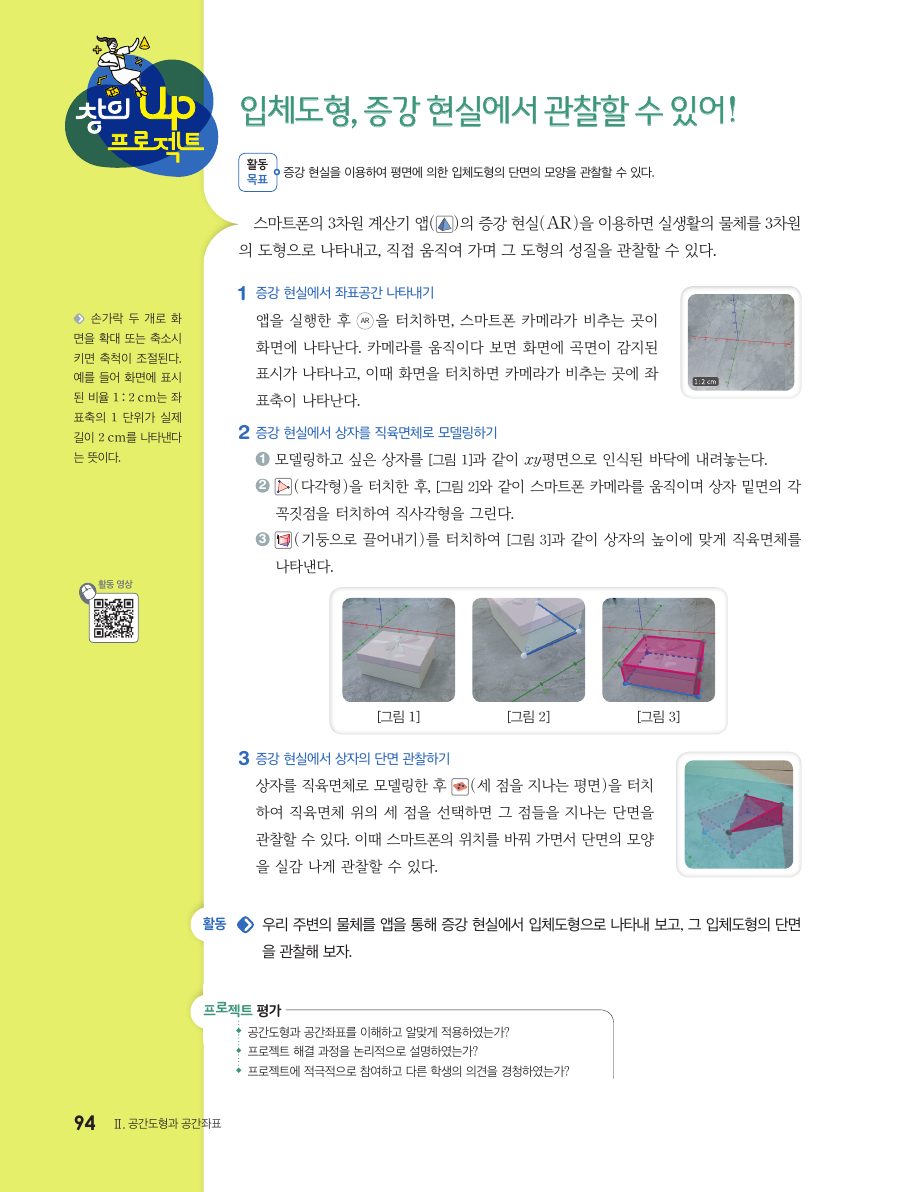 창의 UP
프로젝트
입체도형, 증강 현실에서 관찰할 수 있어!
활동
목표
증강 현실을 이용하여 평면에 의한 입체도형의 단면의 모양을 관찰할 수 있다.
스마트폰의 3차원 계산기 앱( )의 증강 현실(AR)을 이용하면 실생활의 물체를 3차원
의 도형으로 나타내고, 직접 움직여 가며 그 도형의 성질을 관찰할 수 있다.
1 증강 현실에서 좌표공간 나타내기
앱을 실행한 후 AR을 터치하면, 스마트폰 카메라가 비추는 곳이
화면에 나타난다. 카메라를 움직이다 보면 화면에 곡면이 감지된
표시가 나타나고, 이때 화면을 터치하면 카메라가 비추는 곳에 좌
표축이 나타난다.
1:2 cm
손가락 두 개로 화
면을 확대 또는 축소시
키면 축척이 조절된다.
예를 들어 화면에 표시
된 비율 1:2 cm는 좌
표축의 1 단위가 실제
길이 2 cm를 나타낸다
는 뜻이다.
2 증강 현실에서 상자를 직육면체로 모델링하기
1 모델링하고 싶은 상자를 [그림 1]과 같이 xy평면으로 인식된 바닥에 내려놓는다.
2 (다각형)을 터치한 후, [그림 2]와 같이 스마트폰 카메라를 움직이며 상자 밑면의 각
꼭짓점을 터치하여 직사각형을 그린다.
3 (기둥으로 끌어내기)를 터치하여 [그림 3]과 같이 상자의 높이에 맞게 직육면체를
나타낸다.
활동 영상
[그림 1] [그림 2] [그림 3]
3 증강 현실에서 상자의 단면 관찰하기
상자를 직육면체로 모델링한 후 (세 점을 지나는 평면)을 터치
하여 직육면체 위의 세 점을 선택하면 그 점들을 지나는 단면을
관찰할 수 있다. 이때 스마트폰의 위치를 바꿔 가면서 단면의 모양
을 실감 나게 관찰할 수 있다.
활동 우리 주변의 물체를 앱을 통해 증강 현실에서 입체도형으로 나타내 보고, 그 입체도형의 단면
을 관찰해 보자.
프로젝트 평가
공간도형과 공간좌표를 이해하고 알맞게 적용하였는가?
프로젝트 해결 과정을 논리적으로 설명하였는가?
프로젝트에 적극적으로 참여하고 다른 학생의 의견을 경청하였는가?
94 Ⅱ. 공간도형과 공간좌표